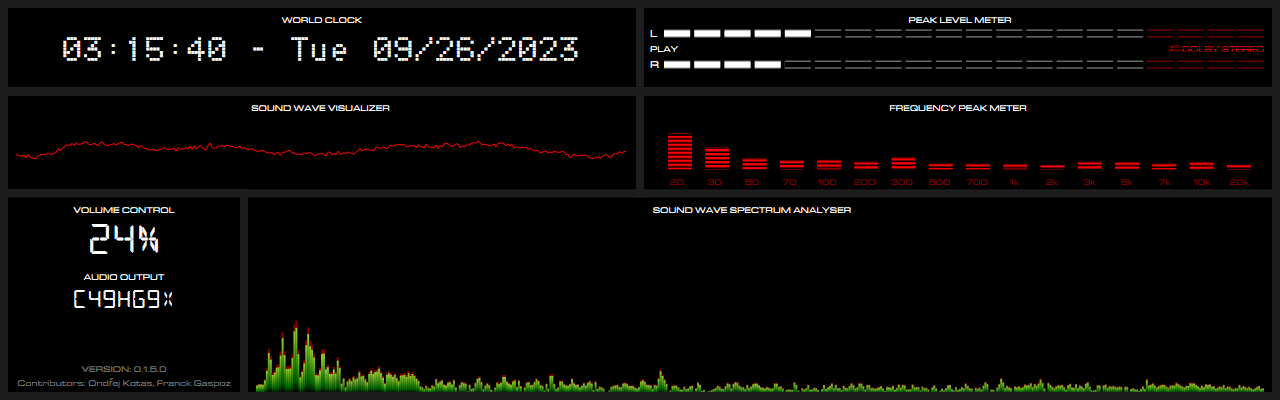 WORLD CLOCK
03:15:40 - Tue 09/26/2023
PEAK LEVEL METER
L
PLAY
DOLBY STEREO
R
SOUND WAVE VISUALIZER
FREQUENCY PEAK METER
20 30 50 70 100 200 300 500 700 1k 2k 3k 5k 7k 10k 20k
VOLUME CONTROL
24%
AUDIO OUTPUT
C49HG9X
VERSION: 0.1.5.0
Contributors: Ondřej Kotas, Franck Gaspoz
SOUND WAVE SPECTRUM ANALYSER